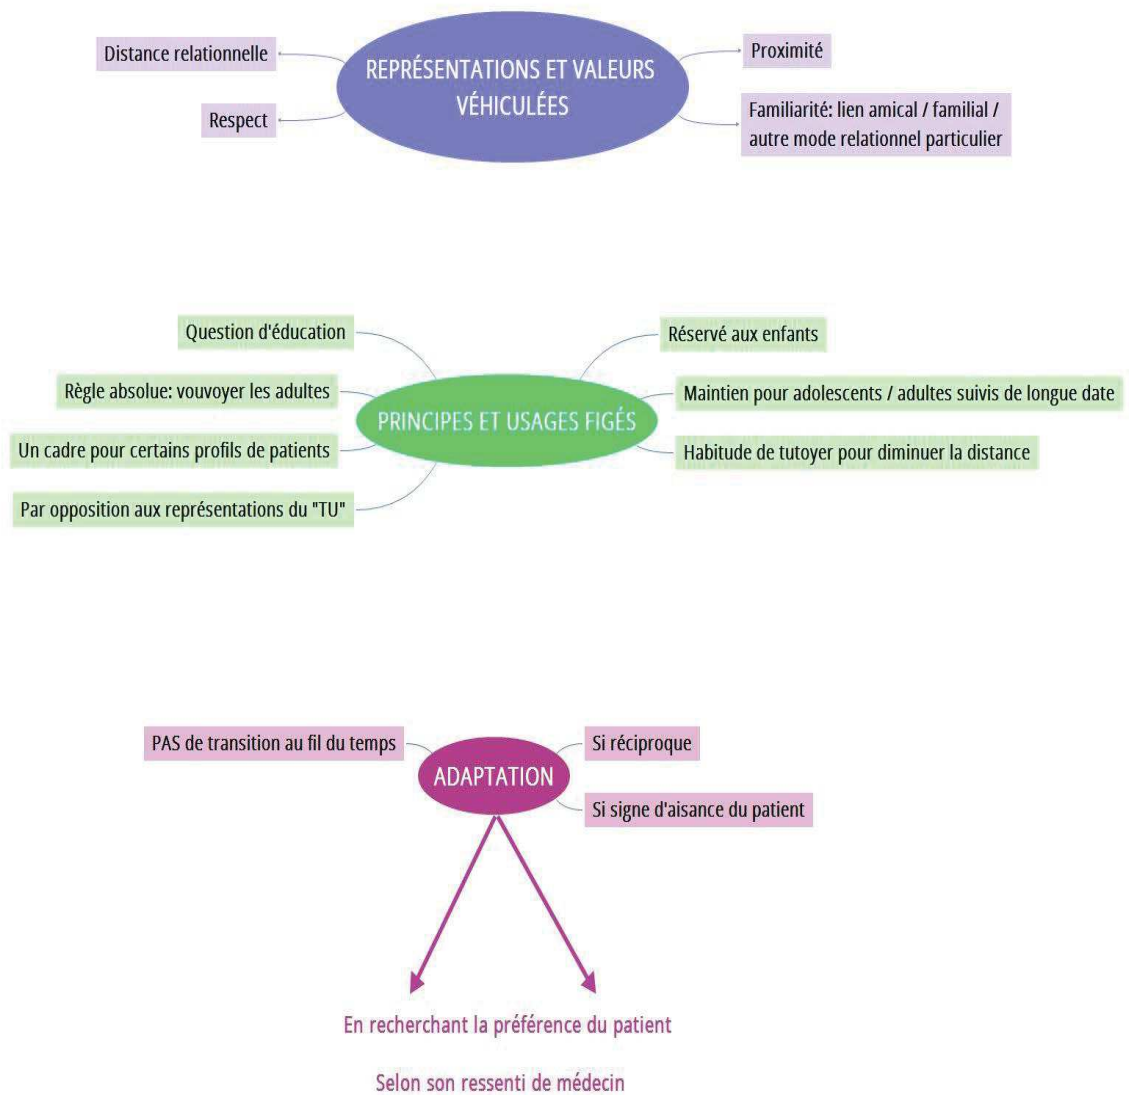 Distance relationnelle
Respect
REPRÉSENTATIONS ET VALEURS
VÉHICULÉES
Proximité
Familiarité: lien amical / familial /
autre mode relationnel particulier
Question d'éducation
Règle absolue: vouvoyer les adultes
Un cadre pour certains profils de patients
Par opposition aux représentations du "TU"
PRINCIPES ET USAGES FIGÉS
Réservé aux enfants
Maintien pour adolescents / adultes suivis de longue date
Habitude de tutoyer pour diminuer la distance
PAS de transition au fil du temps
ADAPTATION
Si réciproque
Si signe d'aisance du patient
En recherchant la préférence du patient
Selon son ressenti de médecin